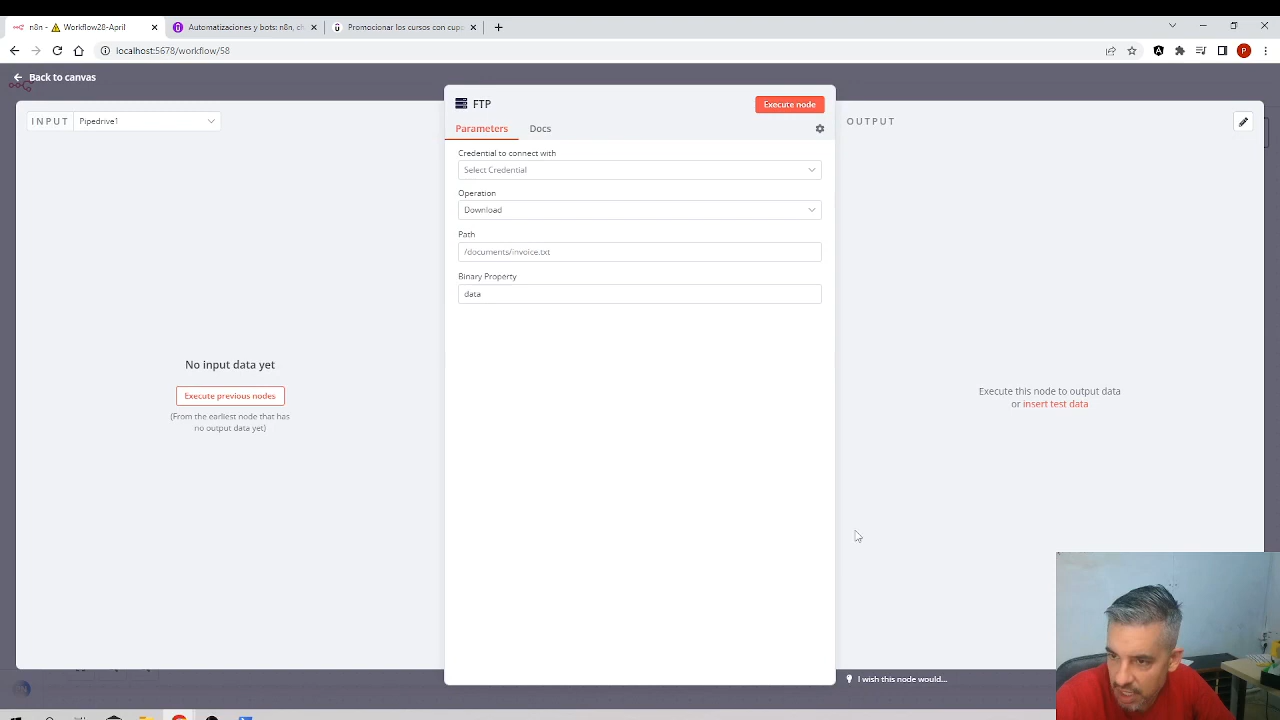 n8n - ⚠ Workflow28-April
Automatizaciones y bots: n8n, ch
Promocionar los cursos con cupo
localhost:5678/workflow/58
P
Back to canvas
FTP
Execute node
INPUT
Pipedrive1
Parameters
Docs
OUTPUT
Credential to connect with
Select Credential
Operation
Download
Path
/documents/invoice.txt
Binary Property
data
No input data yet
Execute previous nodes
(From the earliest node that has
no output data yet)
Execute this node to output data
or insert test data
I wish this node would...